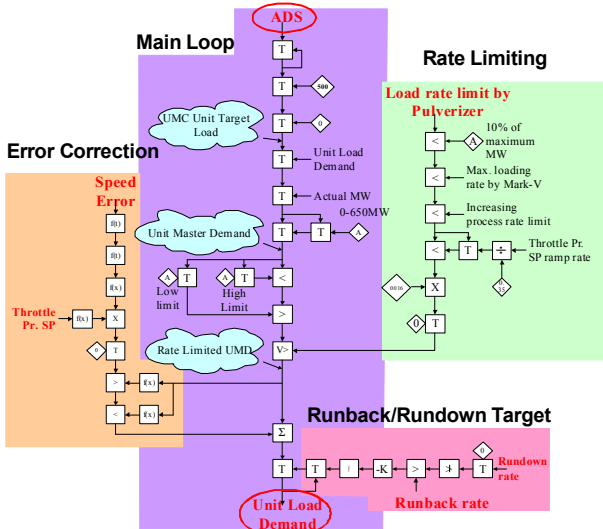 ADS
Main Loop
T
Rate Limiting
T
500
Load rate limit by
Pulverizer
UMC Unit Target
Load
T
0
<
A
10% of
maximum
MW
Error Correction
T
Unit Load
Demand
<
Max. loading
rate by Mark-V
Speed
Error
T
Actual MW
0-650MW
<
Increasing
process rate limit
f(t)
Unit Master Demand
T
T
A
<
T
÷
Throttle Pr.
SP ramp rate
f(t)
A
T
A
T
<
Low
limit
High
Limit
.0016
X
f(x)
Throttle
Pr. SP
f(x)
X
>
0
T
0
T
Rate Limited UMD
V>
>
f(x)
<
f(x)
Runback/Rundown Target
Σ
0
T
T
-K
>
T
Rundown
rate
Runback rate
Unit Load
Demand